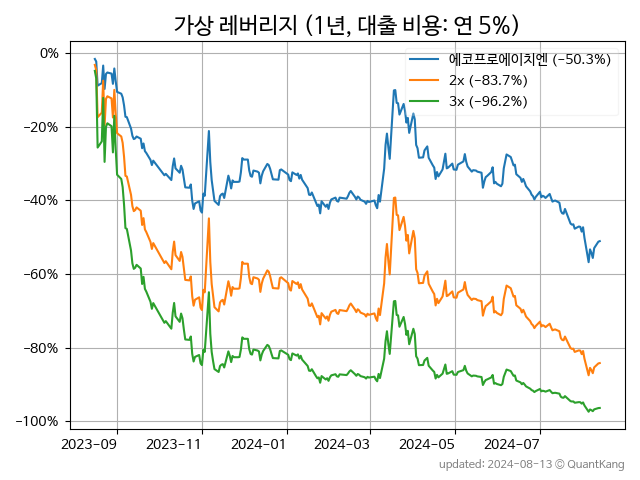 가상 레버리지 (1년, 대출 비용: 연 5%)
에코프로에이치엔 (−50.3%)
2x (−83.7%)
3x (−96.2%)
0%
−20%
−40%
−60%
−80%
−100%
2023-09 2023-11 2024-01 2024-03 2024-05 2024-07
updated: 2024-08-13 © QuantKang